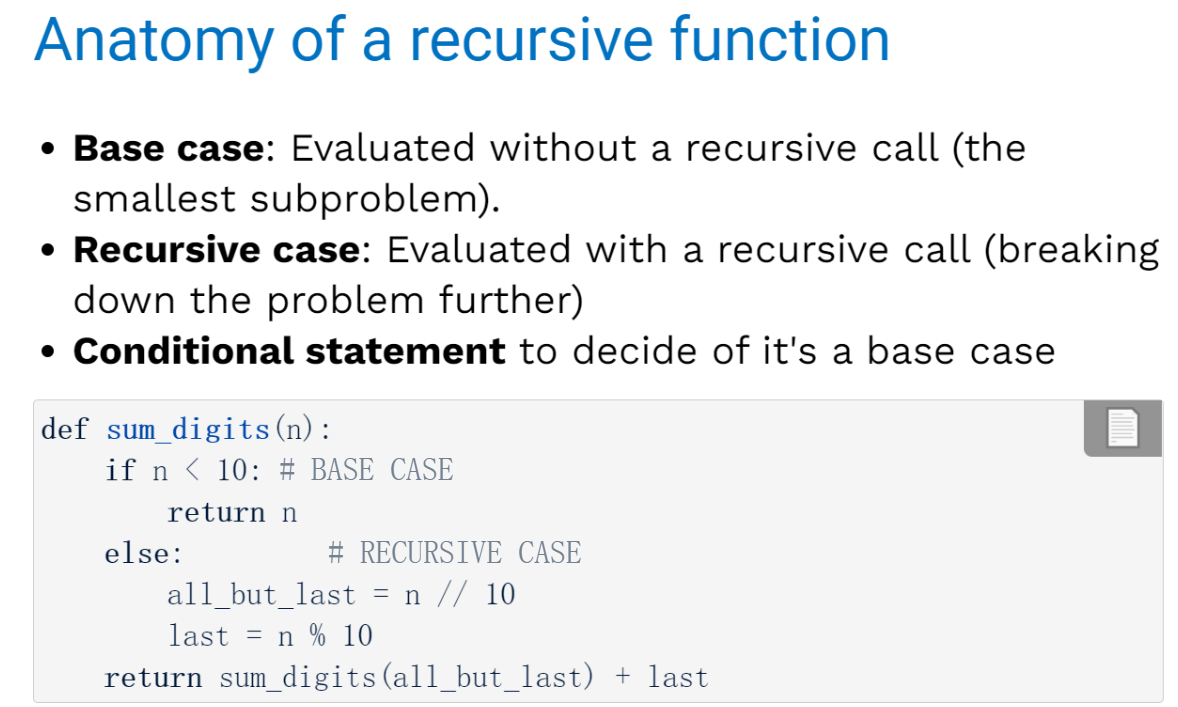 Anatomy of a recursive function
• Base case: Evaluated without a recursive call (the
smallest subproblem).
• Recursive case: Evaluated with a recursive call (breaking
down the problem further)
• Conditional statement to decide of it's a base case
def sum_digits(n):
    if n < 10: # BASE CASE
        return n
    else:         # RECURSIVE CASE
        all_but_last = n // 10
        last = n % 10
    return sum_digits(all_but_last) + last